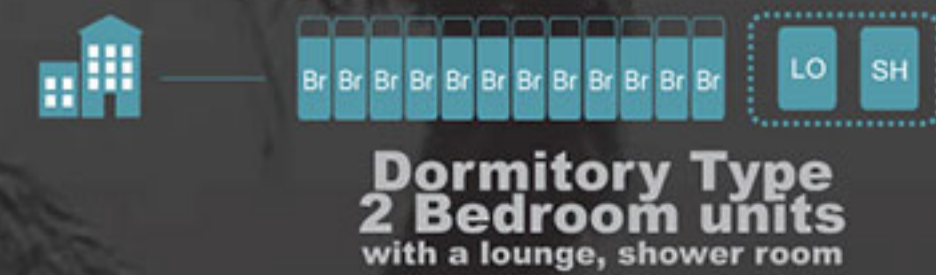 Br Br Br Br Br Br Br Br Br Br Br Br LO SH
Dormitory Type
2 Bedroom units
with a lounge, shower room